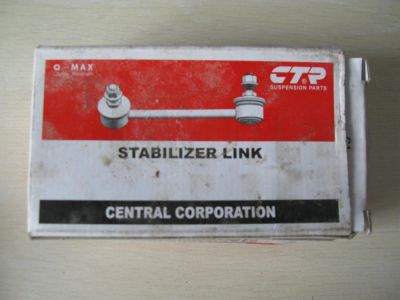 Q - MAX
CTR
®
SUSPENSION PARTS
STABILIZER LINK
CENTRAL CORPORATION